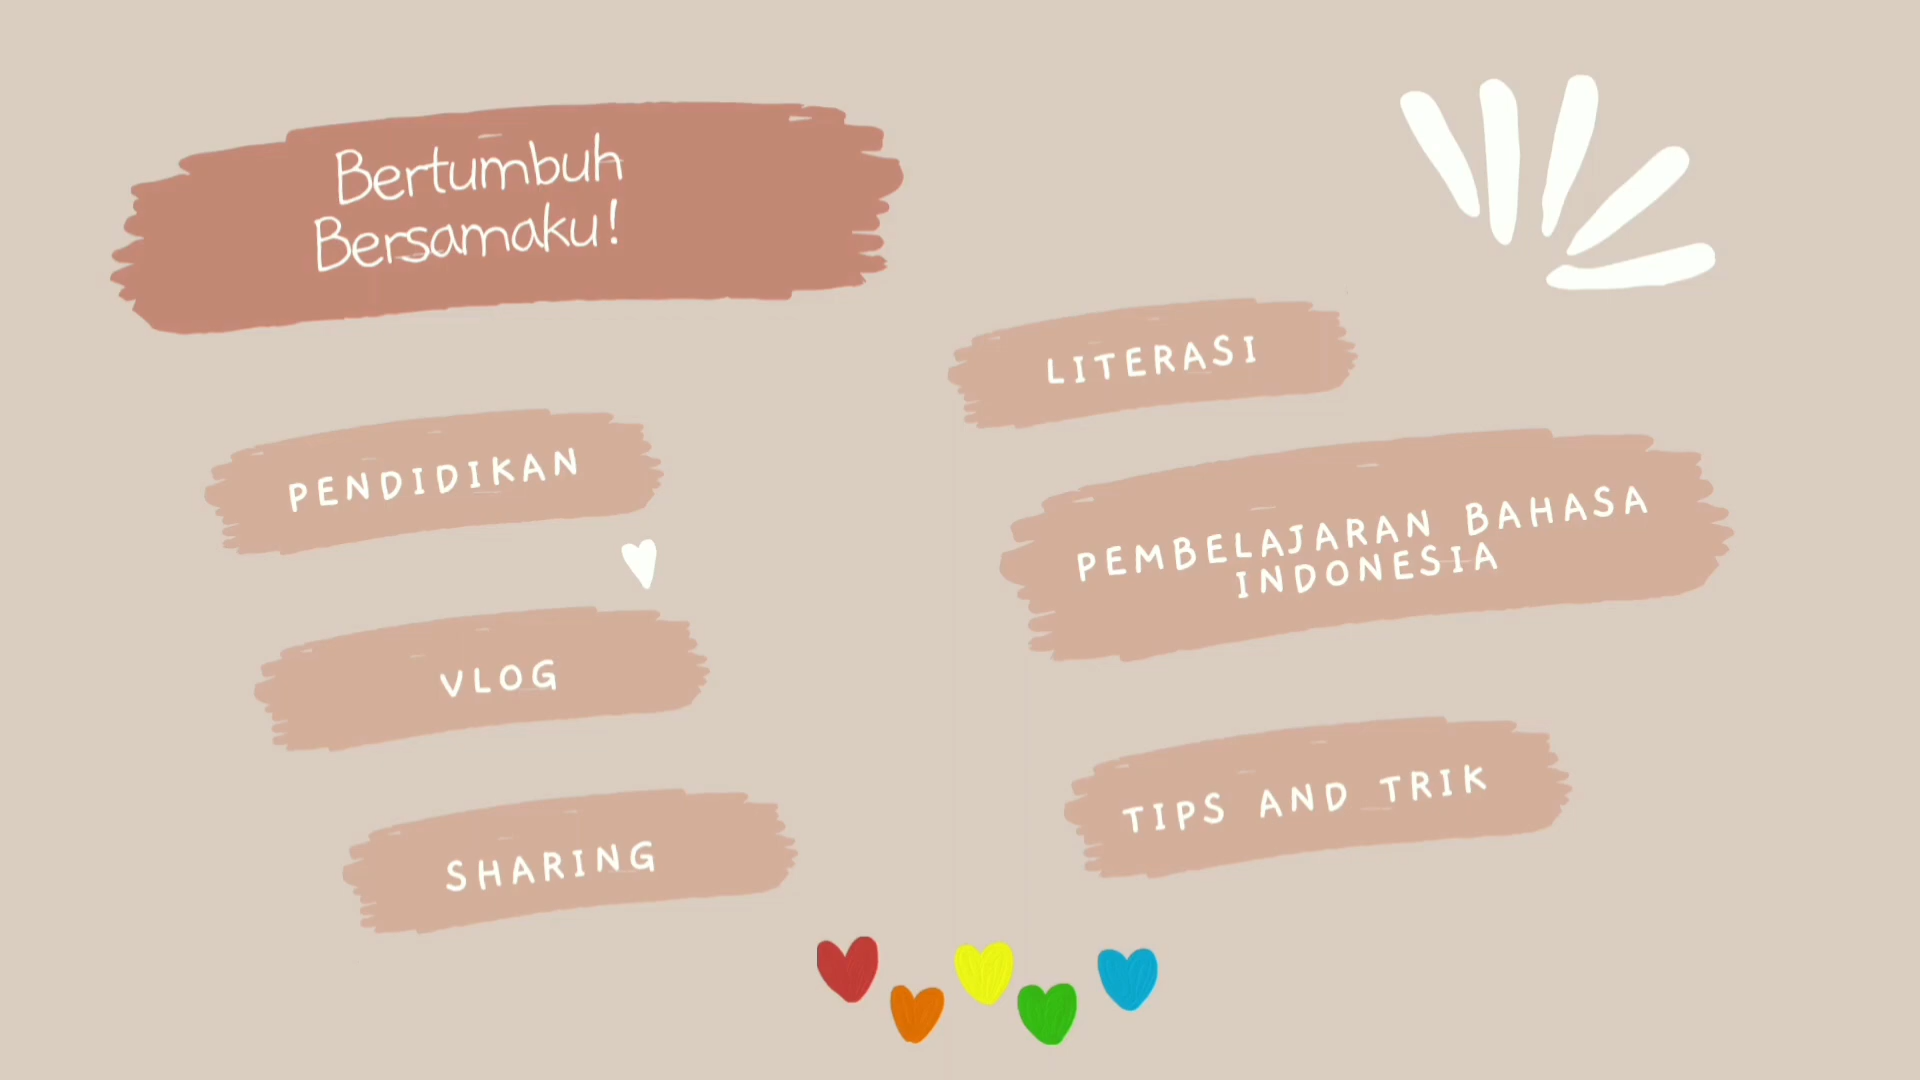 Bertumbuh
Bersamaku!
PENDIDIKAN
VLOG
SHARING
LITERASI
PEMBELAJARAN BAHASA
INDONESIA
TIPS AND TRIK